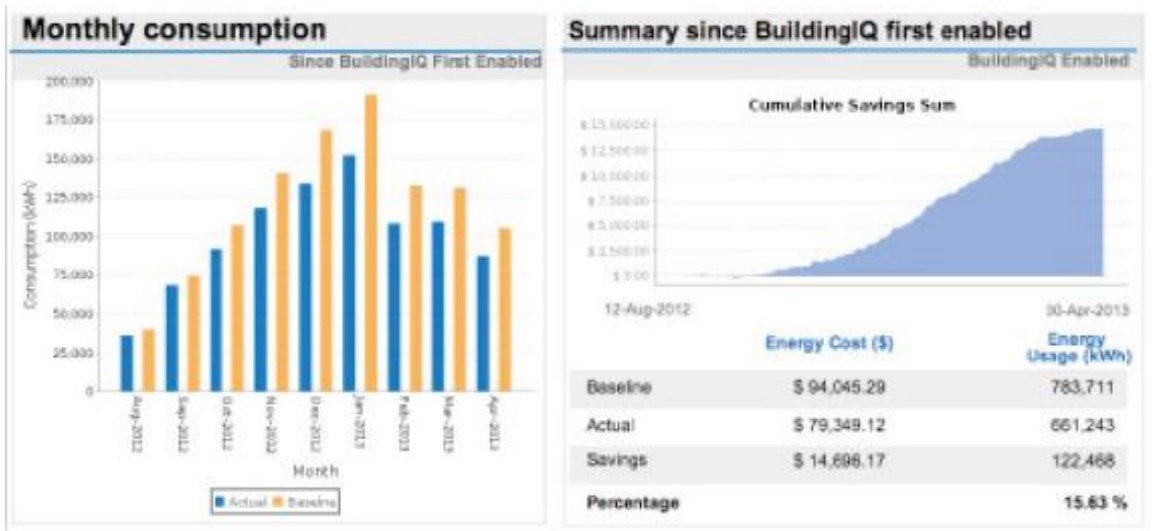 Monthly consumption
Since BuildingIQ First Enabled
200,000
175,000
150,000
125,000
100,000
75,000
50,000
25,000
0
Consumption (kWh)
Aug-2012
Sep-2012
Oct-2012
Nov-2012
Dec-2012
Jan-2013
Feb-2013
Mar-2013
Apr-2013
Month
Actual Baseline
Summary since BuildingIQ first enabled
BuildingIQ Enabled
Cumulative Savings Sum
$ 15,000.00
$ 12,500.00
$ 10,000.00
$ 7,500.00
$ 5,000.00
$ 2,500.00
$ 0.00
12-Aug-2012 30-Apr-2013
Energy Cost ($) Energy Usage (kWh)
Baseline $ 94,045.29 783,711
Actual $ 79,349.12 661,243
Savings $ 14,696.17 122,468
Percentage 15.63 %